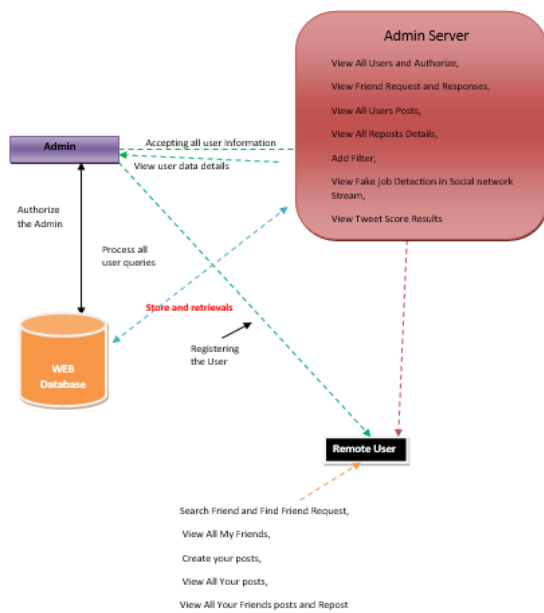 Admin Server
View All Users and Authorize,
View Friend Request and Responses,
View All Users Posts,
View All Reposts Details,
Add Filter,
View Fake job Detection in Social network
Stream,
View Tweet Score Results
Admin
Accepting all user Information
View user data details
Authorize
the Admin
Process all
user queries
Store and retrievals
Registering
the User
WEB
Database
Remote User
Search Friend and Find Friend Request,
View All My Friends,
Create your posts,
View All Your posts,
View All Your Friends posts and Repost